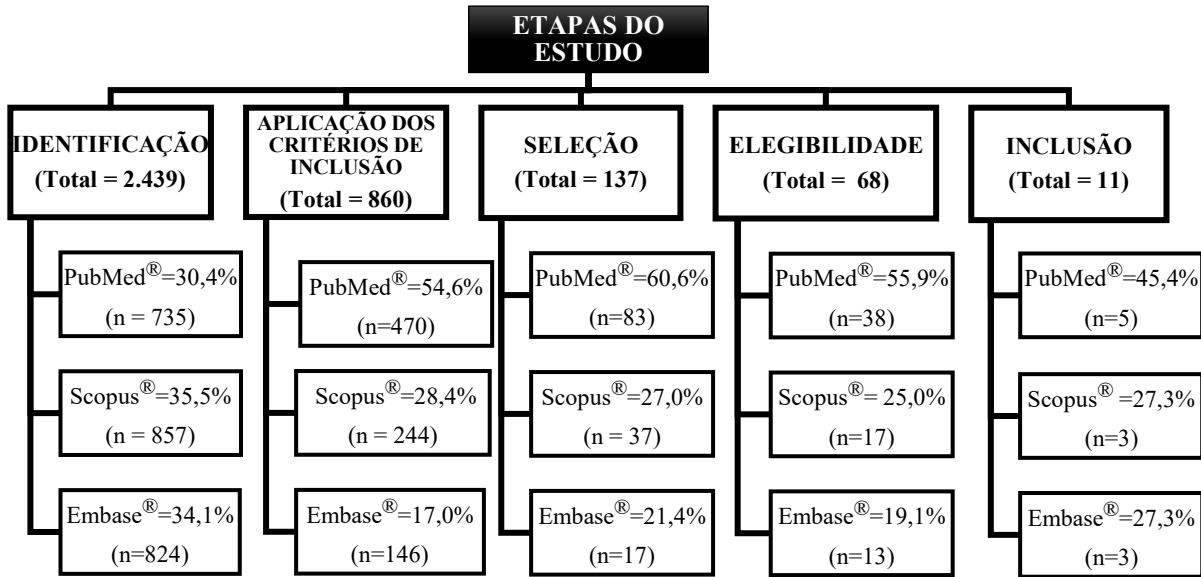 ETAPAS DO
ESTUDO
IDENTIFICAÇÃO
(Total = 2.439)
PubMed®=30,4%
(n = 735)
Scopus®=35,5%
(n = 857)
Embase®=34,1%
(n=824)
APLICAÇÃO DOS
CRITÉRIOS DE
INCLUSÃO
(Total = 860)
PubMed®=54,6%
(n=470)
Scopus®=28,4%
(n = 244)
Embase®=17,0%
(n=146)
SELEÇÃO
(Total = 137)
PubMed®=60,6%
(n=83)
Scopus®=27,0%
(n = 37)
Embase®=21,4%
(n=17)
ELEGIBILIDADE
(Total = 68)
PubMed®=55,9%
(n=38)
Scopus®= 25,0%
(n=17)
Embase®=19,1%
(n=13)
INCLUSÃO
(Total = 11)
PubMed®=45,4%
(n=5)
Scopus® =27,3%
(n=3)
Embase®=27,3%
(n=3)